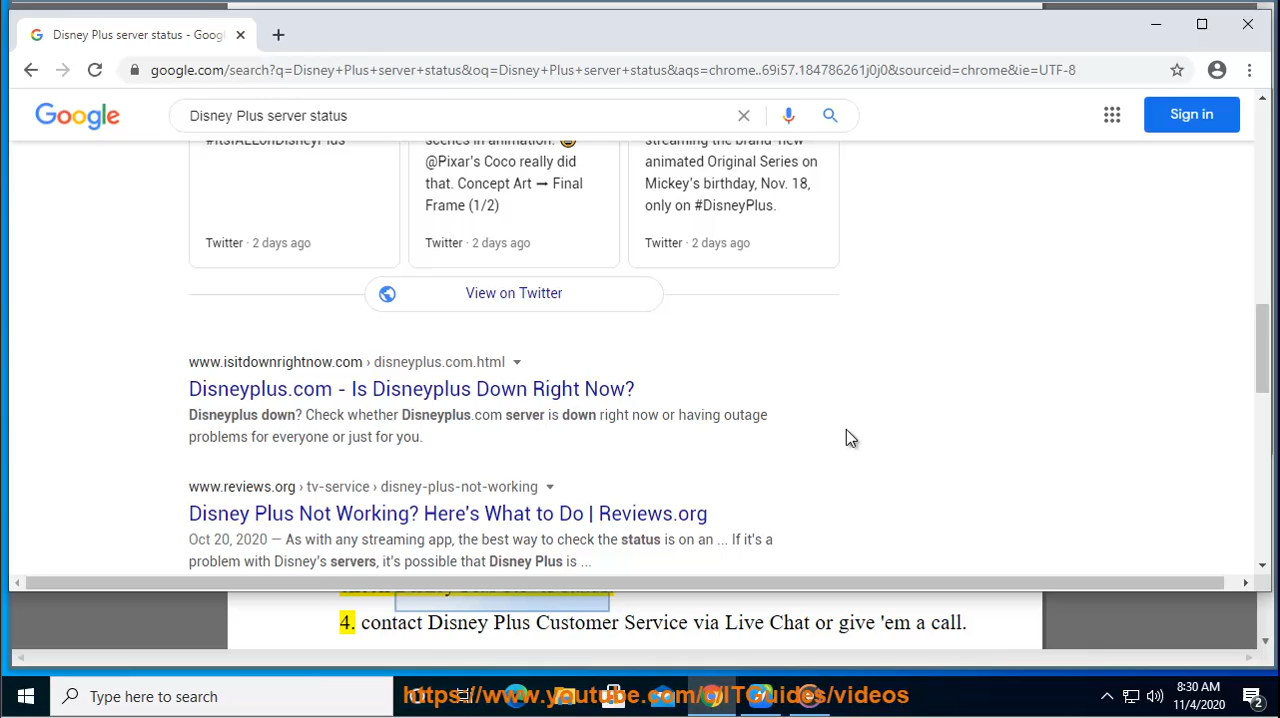 Disney Plus server status - Googl
google.com/search?q=Disney+Plus+server+status&oq=Disney+Plus+server+status&aqs=chrome..69i57.184786261j0j0&sourceid=chrome&ie=UTF-8
Google
Disney Plus server status
Sign in
#ItsIALLonDisneyPlus
scenes in animation.
@Pixar's Coco really did
that. Concept Art ➞ Final
Frame (1/2)
streaming the brand-new
animated Original Series on
Mickey's birthday, Nov. 18,
only on #DisneyPlus.
Twitter · 2 days ago
Twitter · 2 days ago
Twitter · 2 days ago
View on Twitter
www.isitdownrightnow.com › disneyplus.com.html
Disneyplus.com - Is Disneyplus Down Right Now?
Disneyplus down? Check whether Disneyplus.com server is down right now or having outage
problems for everyone or just for you.
www.reviews.org › tv-service › disney-plus-not-working
Disney Plus Not Working? Here's What to Do | Reviews.org
Oct 20, 2020 — As with any streaming app, the best way to check the status is on an ... If it's a
problem with Disney's servers, it's possible that Disney Plus is ...
4. contact Disney Plus Customer Service via Live Chat or give 'em a call.
Type here to search
https://www.youtube.com/c/ITGuides/videos
8:30 AM
11/4/2020
2